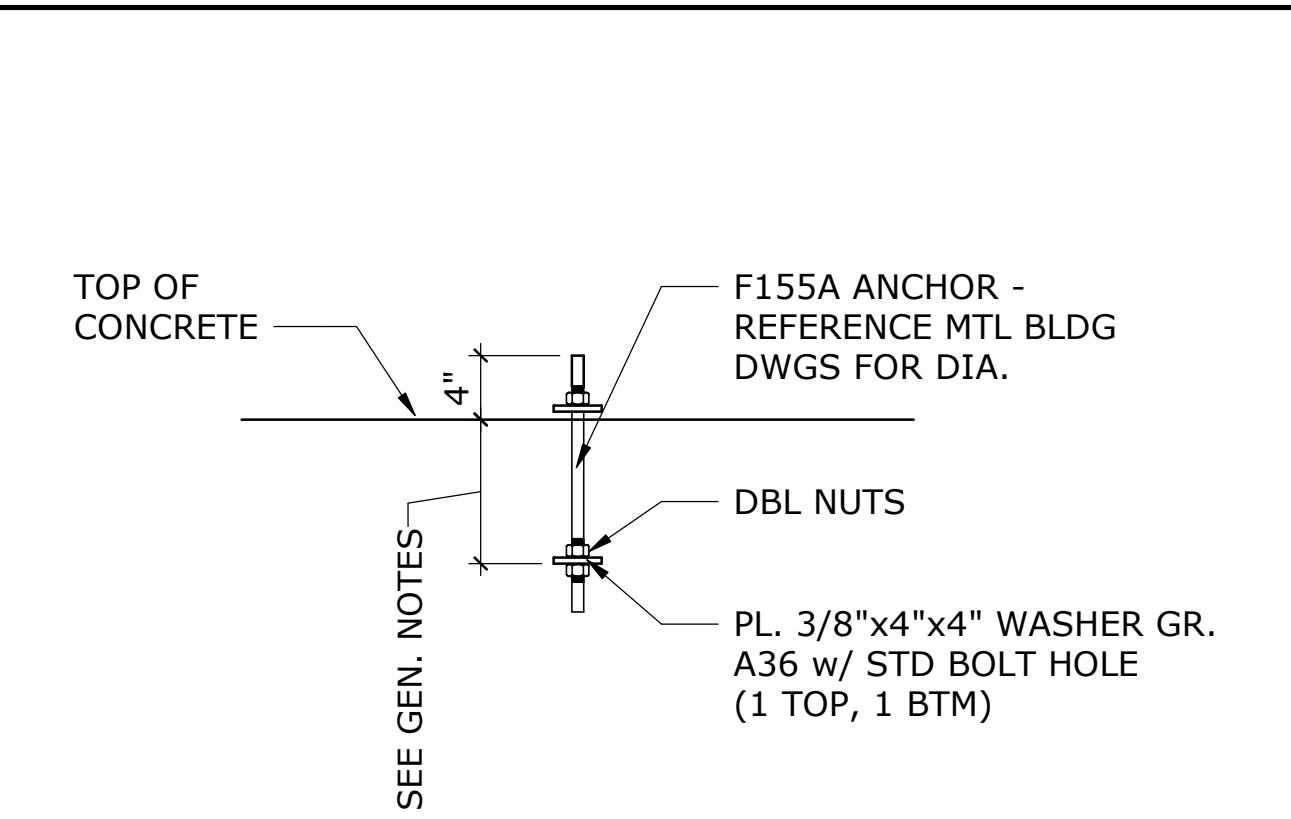 TOP OF
CONCRETE
4"
SEE GEN. NOTES
F155A ANCHOR -
REFERENCE MTL BLDG
DWGS FOR DIA.
DBL NUTS
PL. 3/8"x4"x4" WASHER GR.
A36 w/ STD BOLT HOLE
(1 TOP, 1 BTM)